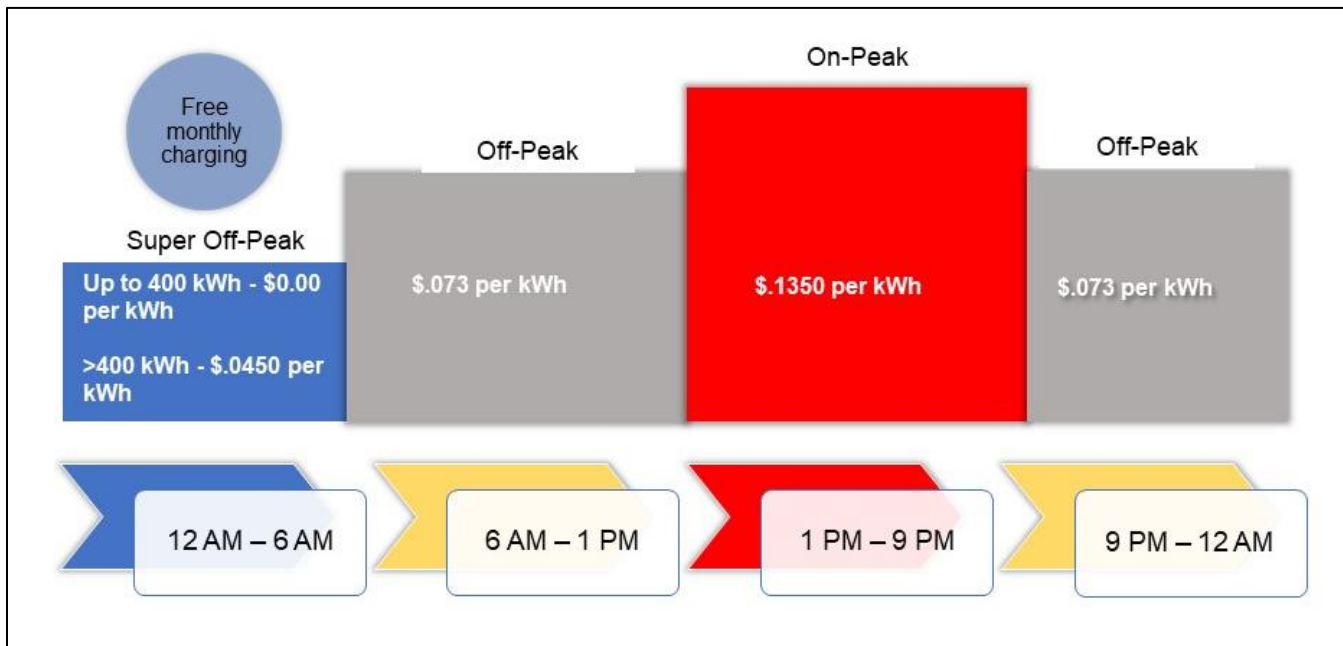 Free
monthly
charging
Super Off-Peak
Up to 400 kWh - $0.00
per kWh
>400 kWh - $.0450 per
kWh
Off-Peak
$.073 per kWh
On-Peak
$.1350 per kWh
Off-Peak
$.073 per kWh
12 AM – 6 AM
6 AM – 1 PM
1 PM – 9 PM
9 PM – 12 AM